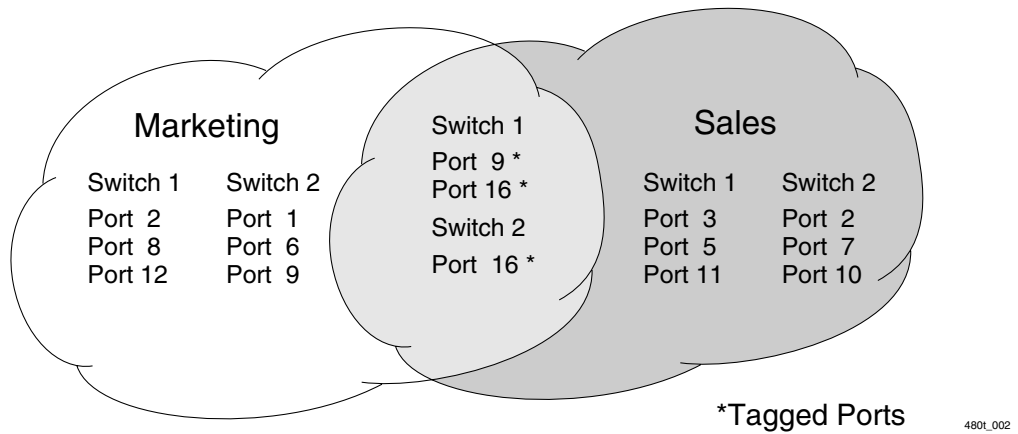 Marketing
Switch 1 Switch 2
Port 2 Port 1
Port 8 Port 6
Port 12 Port 9
Switch 1
Port 9 *
Port 16 *
Switch 2
Port 16 *
Sales
Switch 1 Switch 2
Port 3 Port 2
Port 5 Port 7
Port 11 Port 10
*Tagged Ports
480t_002